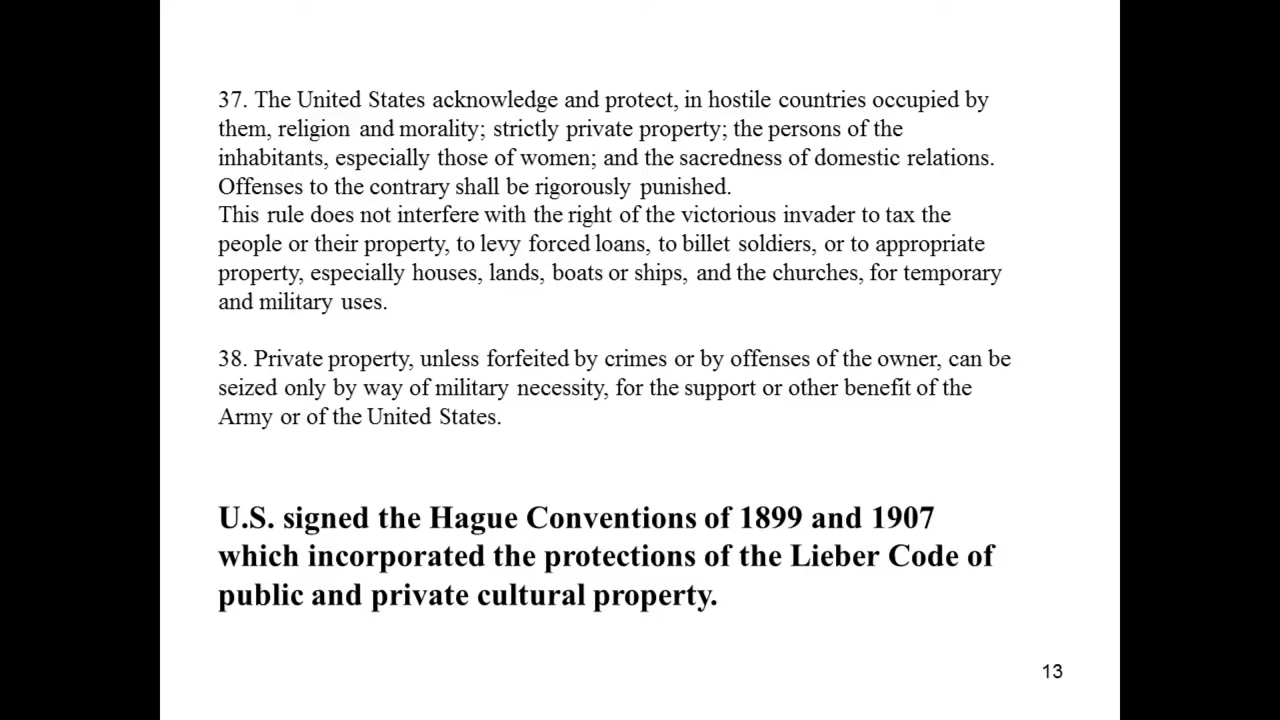 37. The United States acknowledge and protect, in hostile countries occupied by
them, religion and morality; strictly private property; the persons of the
inhabitants, especially those of women; and the sacredness of domestic relations.
Offenses to the contrary shall be rigorously punished.
This rule does not interfere with the right of the victorious invader to tax the
people or their property, to levy forced loans, to billet soldiers, or to appropriate
property, especially houses, lands, boats or ships, and the churches, for temporary
and military uses.
38. Private property, unless forfeited by crimes or by offenses of the owner, can be
seized only by way of military necessity, for the support or other benefit of the
Army or of the United States.
U.S. signed the Hague Conventions of 1899 and 1907
which incorporated the protections of the Lieber Code of
public and private cultural property.
13